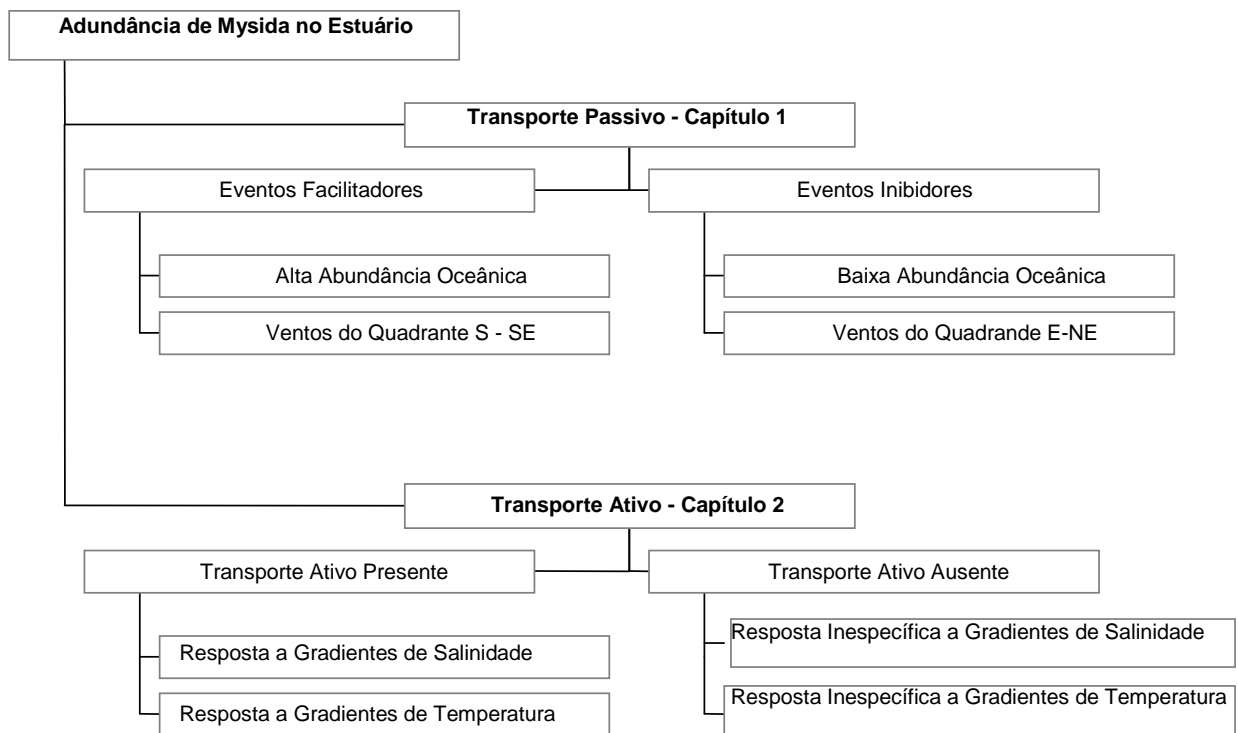 Adundância de Mysida no Estuário
Transporte Passivo - Capítulo 1
Eventos Facilitadores
Eventos Inibidores
Alta Abundância Oceânica
Baixa Abundância Oceânica
Ventos do Quadrante S - SE
Ventos do Quadrande E-NE
Transporte Ativo - Capítulo 2
Transporte Ativo Presente
Transporte Ativo Ausente
Resposta a Gradientes de Salinidade
Resposta Inespecífica a Gradientes de Salinidade
Resposta a Gradientes de Temperatura
Resposta Inespecífica a Gradientes de Temperatura